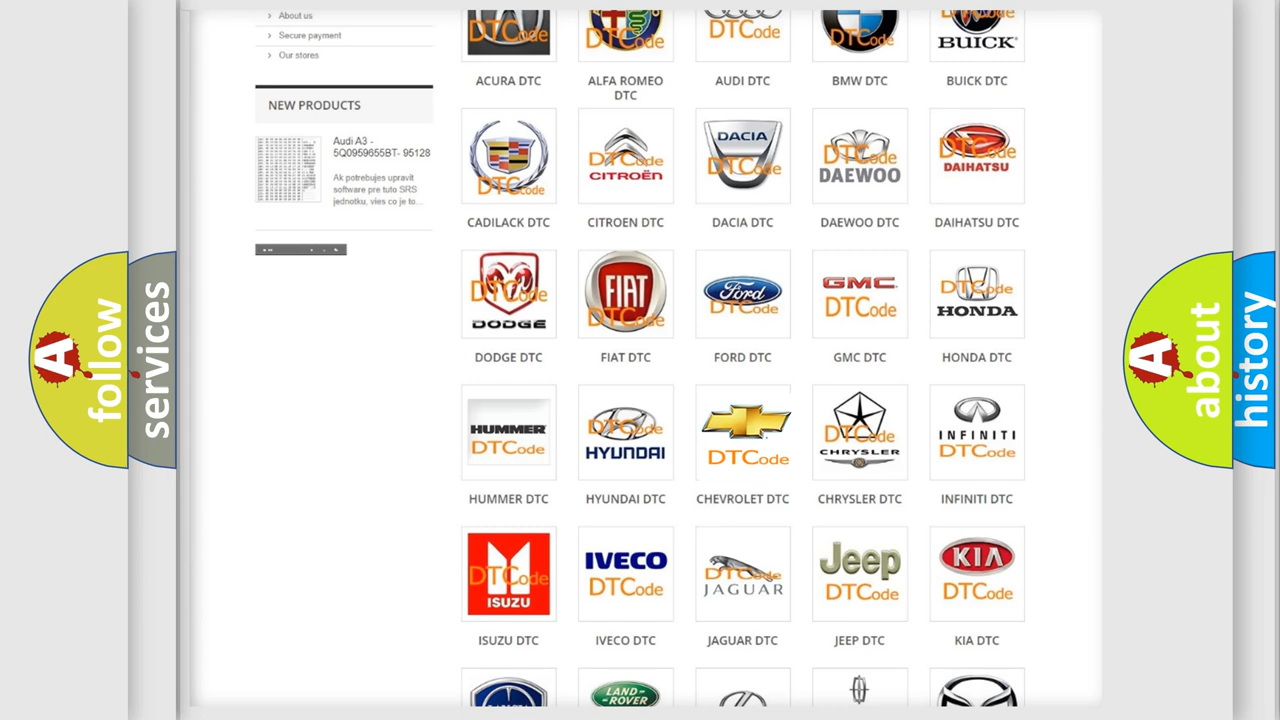 About us
Secure payment
Our stores
NEW PRODUCTS
Audi A3 -
5Q0959655BT- 95128
Ak potrebujes upravit
software pre tuto SRS
jednotku, vies co je to...
A
follow
services
A
about
history
DTCode
DTCode
DTCode
DTCode
BUICK
ACURA DTC
ALFA ROMEO
DTC
AUDI DTC
BMW DTC
BUICK DTC
DTCode
DTCode
CITROËN
DACIA
DTCode
DTCode
DAEWOO
DTCode
DAIHATSU
CADILACK DTC
CITROEN DTC
DACIA DTC
DAEWOO DTC
DAIHATSU DTC
DTCode
DODGE
FIAT
DTCode
Ford
DTCode
GMC
DTCode
DTCode
HONDA
DODGE DTC
FIAT DTC
FORD DTC
GMC DTC
HONDA DTC
HUMMER
DTCode
DTCode
HYUNDAI
DTCode
DTCode
CHRYSLER
INFINITI
DTCode
HUMMER DTC
HYUNDAI DTC
CHEVROLET DTC
CHRYSLER DTC
INFINITI DTC
DTCode
ISUZU
IVECO
DTCode
DTCode
JAGUAR
Jeep
DTCode
KIA
DTCode
ISUZU DTC
IVECO DTC
JAGUAR DTC
JEEP DTC
KIA DTC
LAND-
ROVER